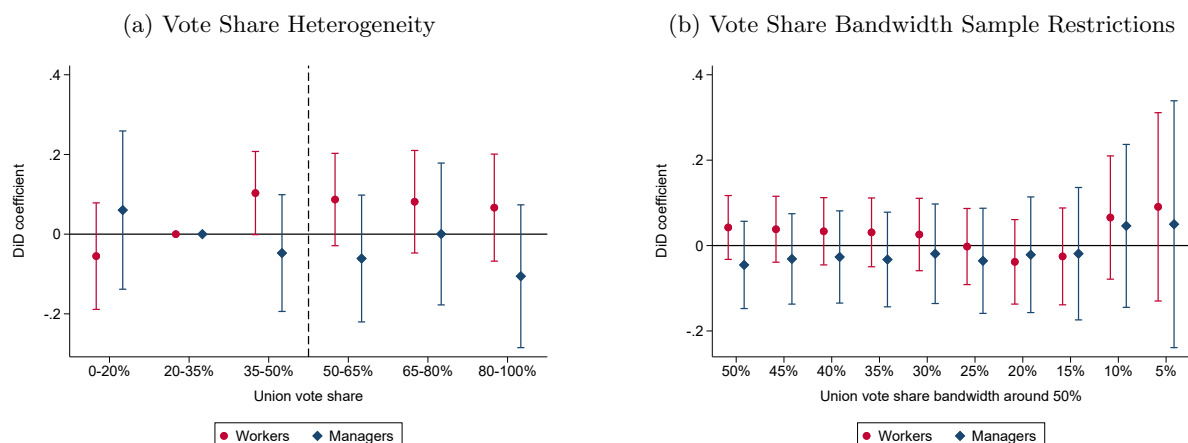 (a) Vote Share Heterogeneity
.4
.2
0
-.2
DiD coefficient
0-20% 20-35% 35-50% 50-65% 65-80% 80-100%
Union vote share
Workers Managers
(b) Vote Share Bandwidth Sample Restrictions
.4
.2
0
-.2
DiD coefficient
50% 45% 40% 35% 30% 25% 20% 15% 10% 5%
Union vote share bandwidth around 50%
Workers Managers